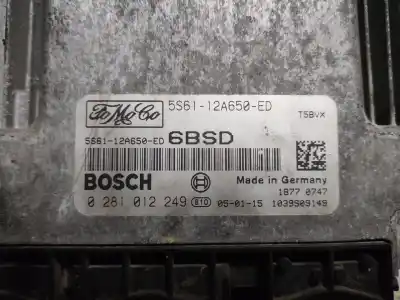 FoMoCo 5S61-12A650-ED T5BVX
5S61-12A650-ED 6BSD
BOSCH Made in Germany
1877 0747
0 281 012 249 E10 05-01-15 1039S09149